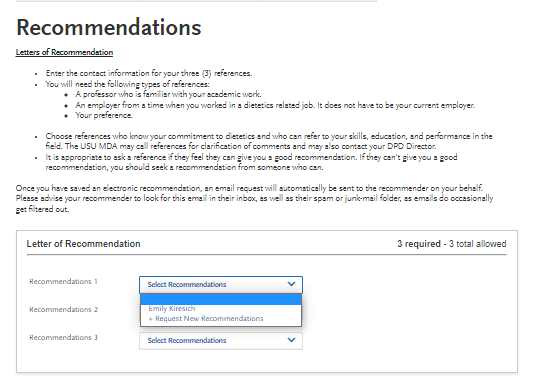 Recommendations
Letters of Recommendation
• Enter the contact information for your three (3) references.
• You will need the following types of references:
• A professor who is familiar with your academic work.
• An employer from a time when you worked in a dietetics related job. It does not have to be your current employer.
• Your preference.
• Choose references who know your commitment to dietetics and who can refer to your skills, education, and performance in the
field. The USU MDA may call references for clarification of comments and may also contact your DPD Director.
• It is appropriate to ask a reference if they feel they can give you a good recommendation. If they can't give you a good
recommendation, you should seek a recommendation from someone who can.
Once you have saved an electronic recommendation, an email request will automatically be sent to the recommender on your behalf.
Please advise your recommender to look for this email in their inbox, as well as their spam or junk-mail folder, as emails do occasionally
get filtered out.
Letter of Recommendation 3 required - 3 total allowed
Recommendations 1 Select Recommendations
Recommendations 2 Emily Kiresich
+ Request New Recommendations
Recommendations 3 Select Recommendations